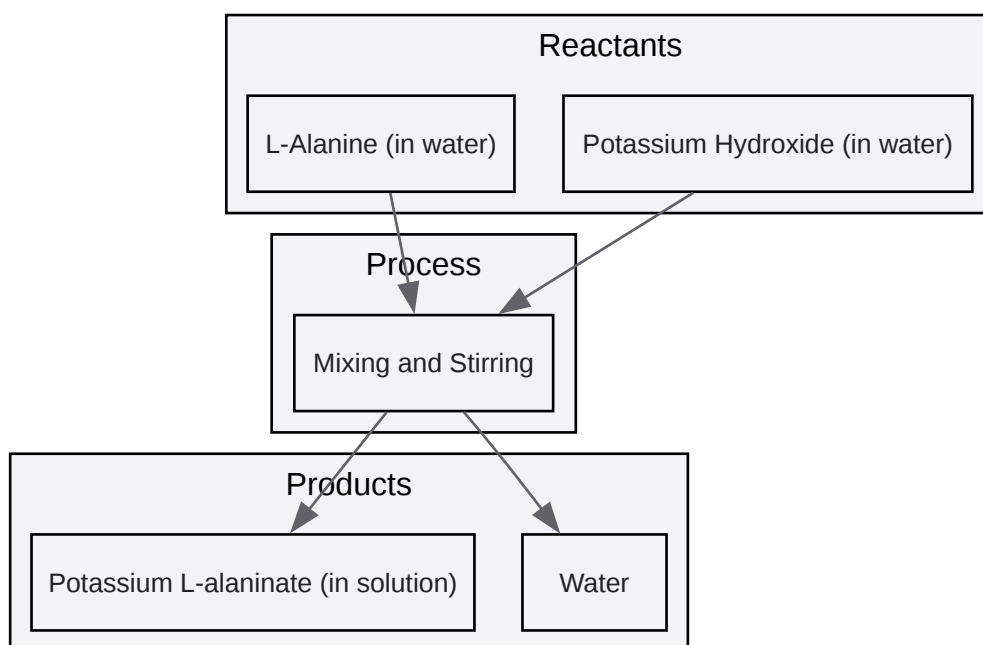 Reactants
L-Alanine (in water)
Potassium Hydroxide (in water)
Process
Mixing and Stirring
Products
Potassium L-alaninate (in solution)
Water